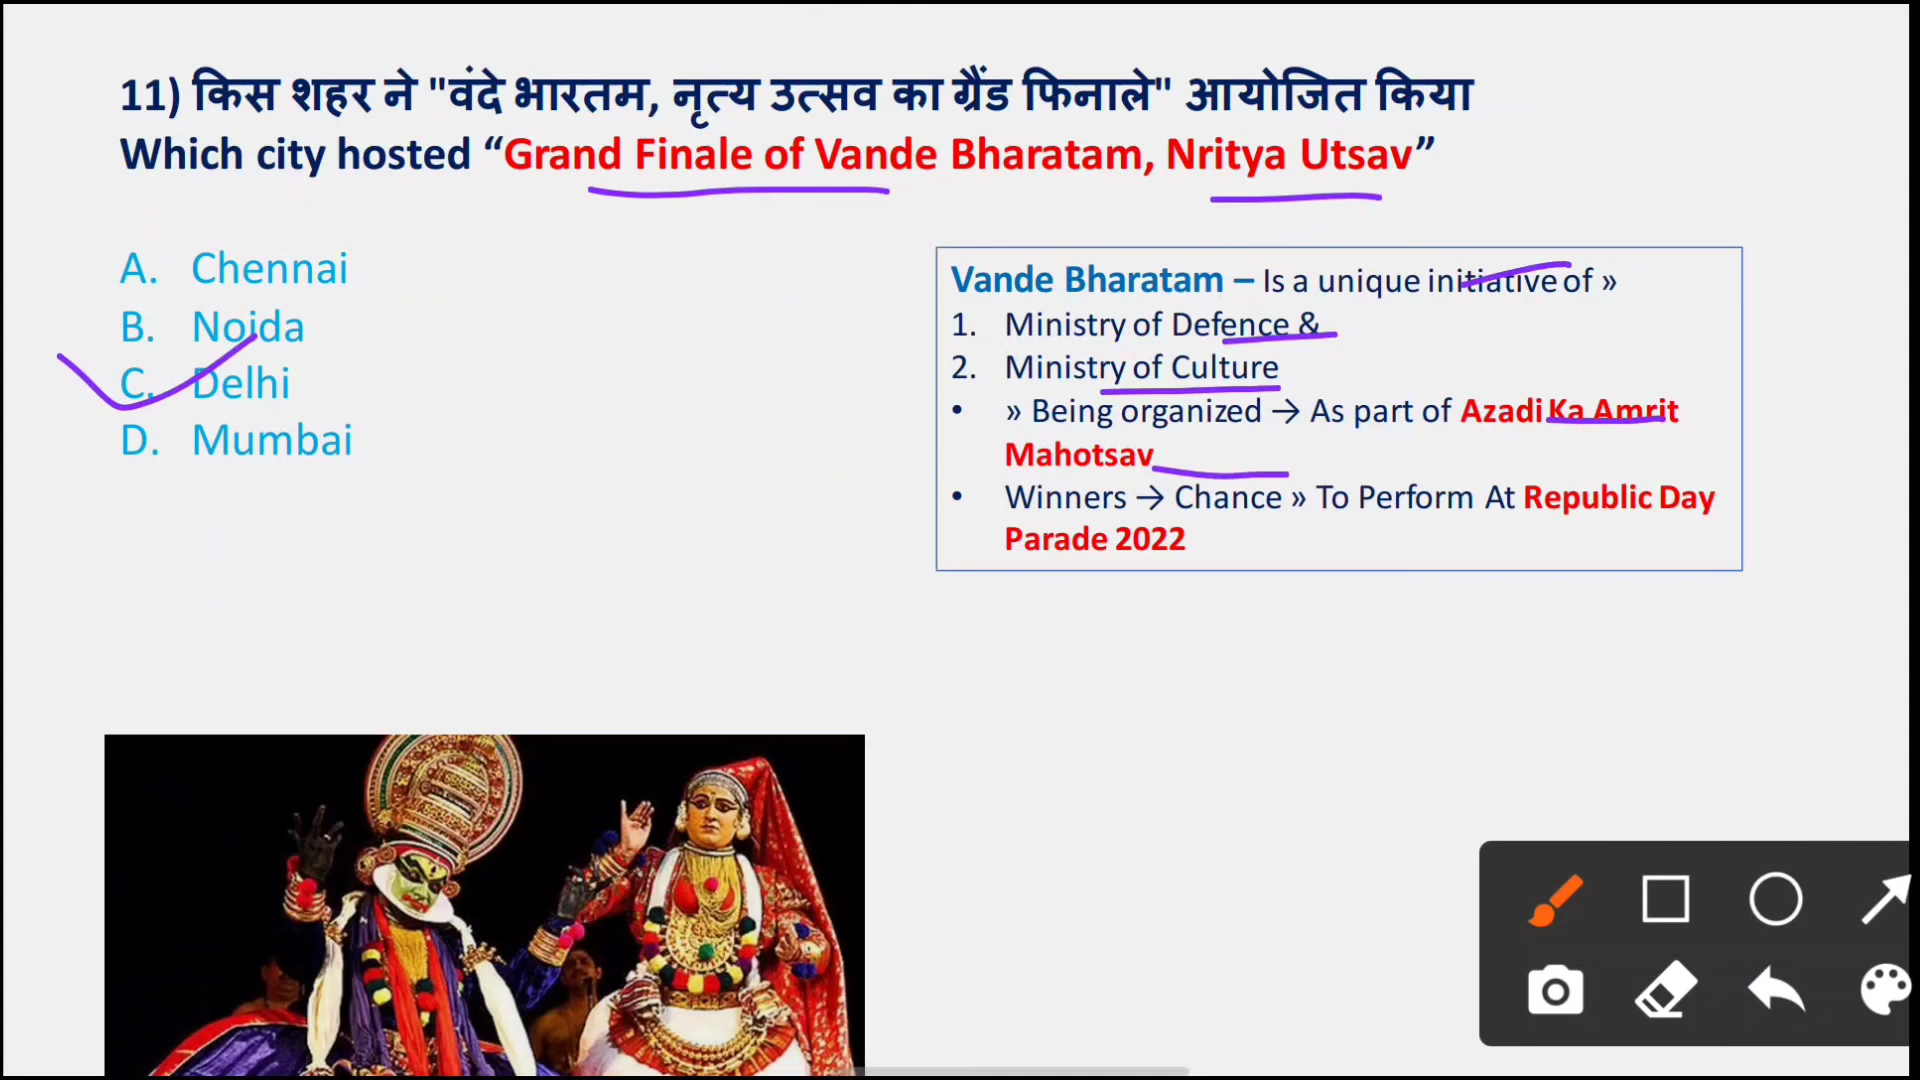 11) किस शहर ने "वंदे भारतम, नृत्य उत्सव का ग्रैंड फिनाले" आयोजित किया
Which city hosted “Grand Finale of Vande Bharatam, Nritya Utsav”
A. Chennai
B. Noida
C. Delhi
D. Mumbai
Vande Bharatam – Is a unique initiative of »
1. Ministry of Defence &
2. Ministry of Culture
• » Being organized → As part of Azadi Ka Amrit
Mahotsav
• Winners → Chance » To Perform At Republic Day
Parade 2022